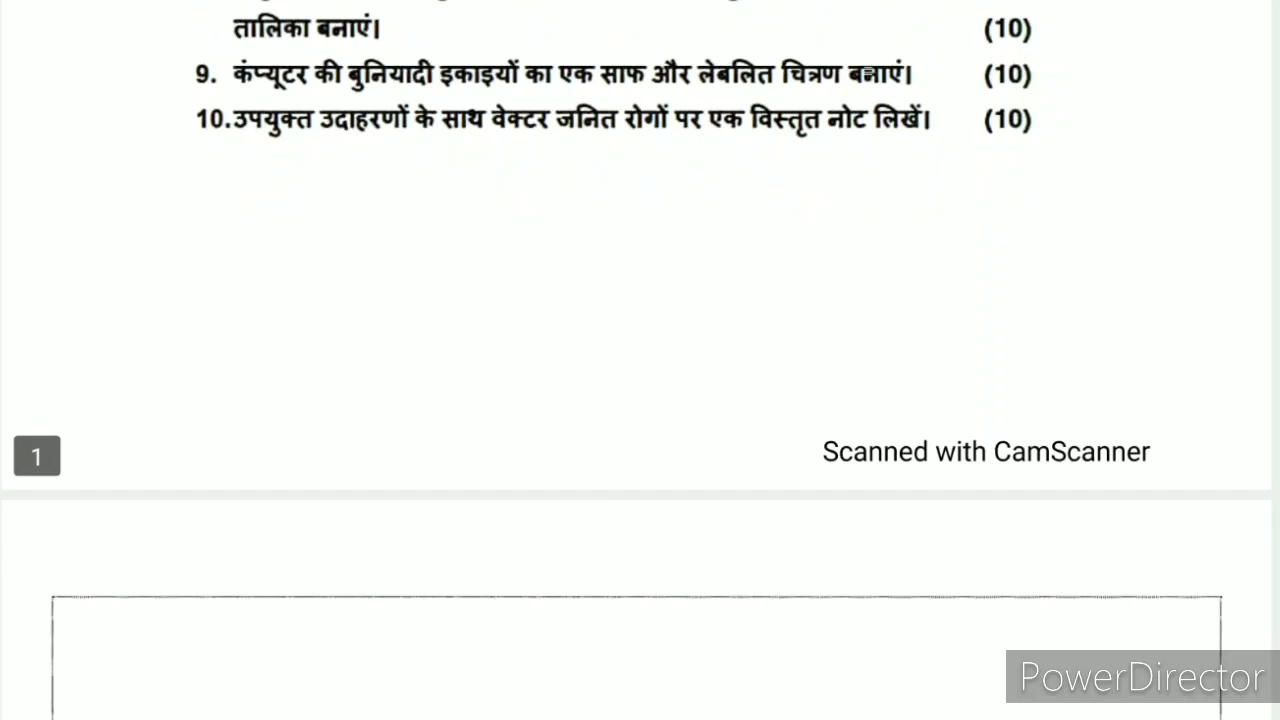 तालिका बनाएं। (10)
9. कंप्यूटर की बुनियादी इकाइयों का एक साफ और लेबलित चित्रण बनाएं। (10)
10.उपयुक्त उदाहरणों के साथ वेक्टर जनित रोगों पर एक विस्तृत नोट लिखें। (10)
1
Scanned with CamScanner
PowerDirector